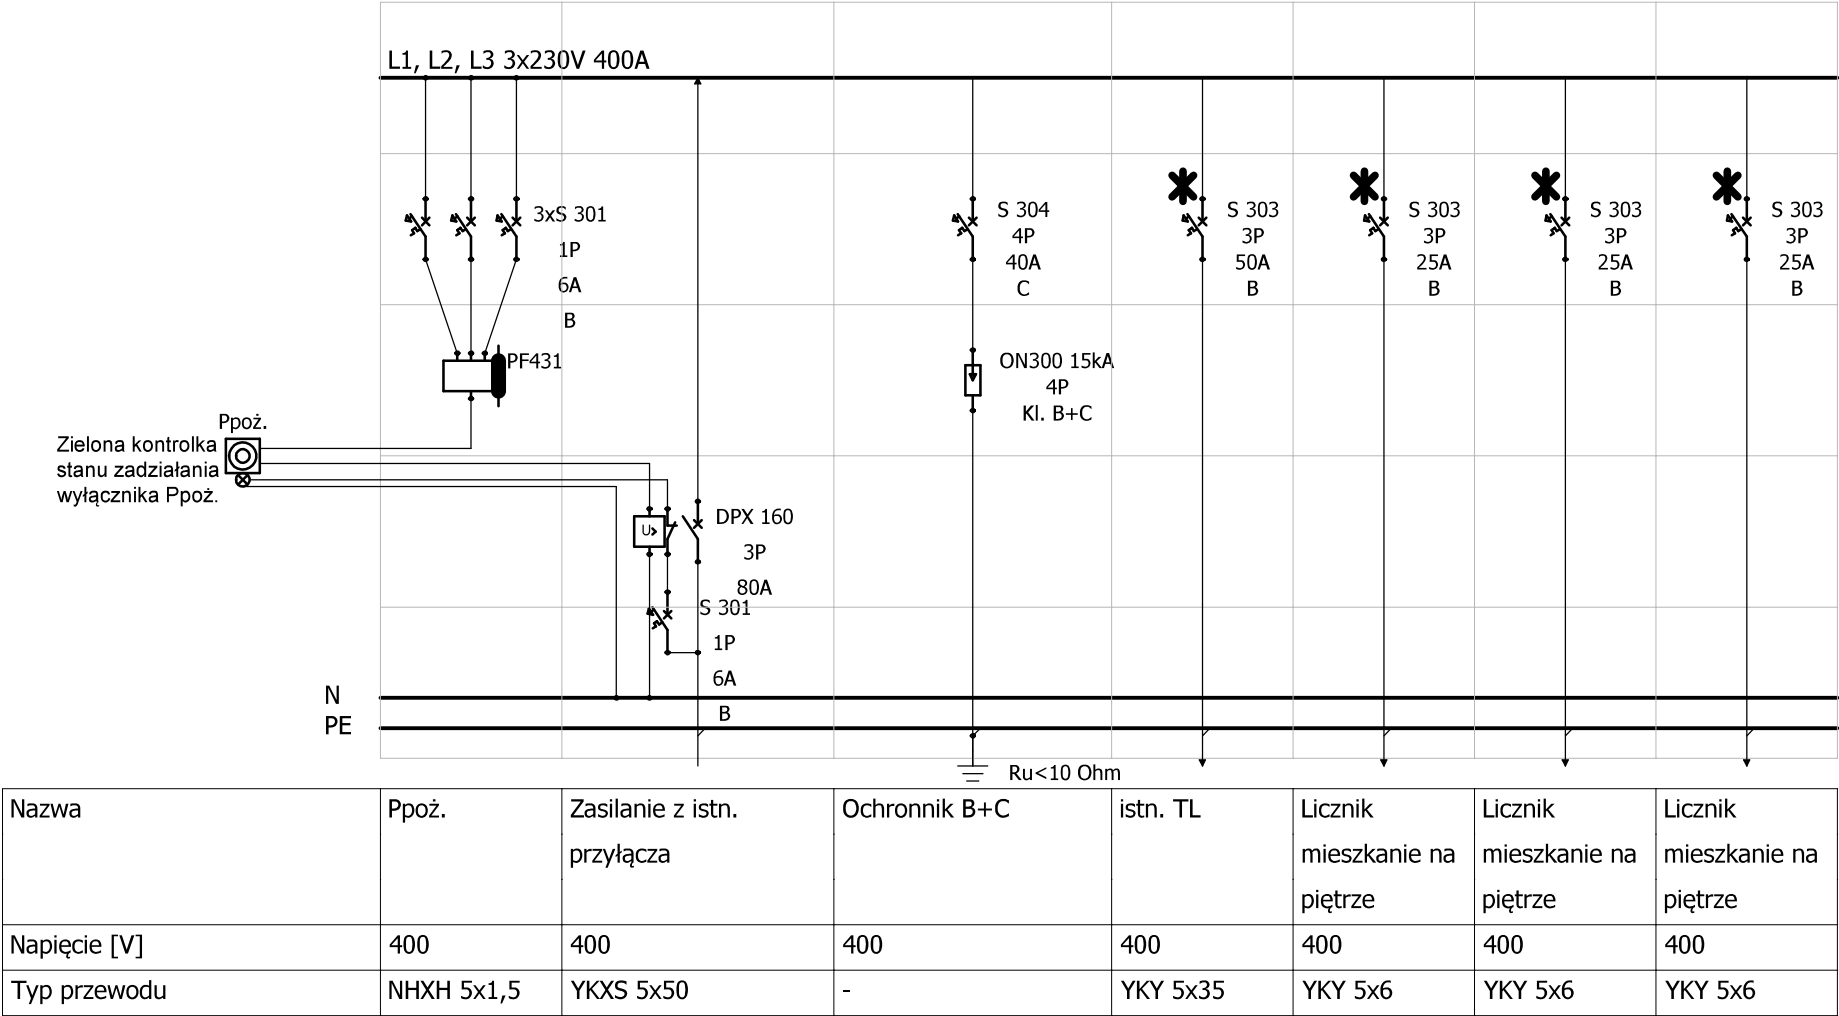 L1, L2, L3 3x230V 400A
3xS 301
1P
6A
B
PF431
Ppoż.
Zielona kontrolka
stanu zadziałania
wyłącznika Ppoż.
U>
DPX 160
3P
80A
S 301
1P
6A
B
S 304
4P
40A
C
ON300 15kA
4P
Kl. B+C
S 303
3P
50A
B
S 303
3P
25A
B
S 303
3P
25A
B
S 303
3P
25A
B
N
PE
Ru<10 Ohm
Nazwa
Ppoż.
Zasilanie z istn.
przyłącza
Ochronnik B+C
istn. TL
Licznik
mieszkanie na
piętrze
Licznik
mieszkanie na
piętrze
Licznik
mieszkanie na
piętrze
Napięcie [V] 400 400 400 400 400 400 400
Typ przewodu NHXH 5x1,5 YKXS 5x50 - YKY 5x35 YKY 5x6 YKY 5x6 YKY 5x6